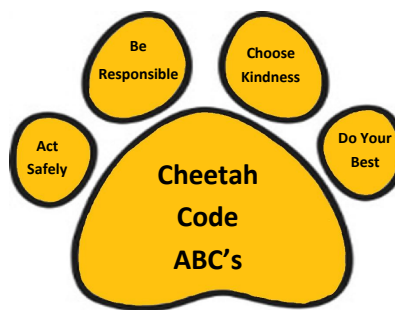 Act
Safely
Be
Responsible
Choose
Kindness
Do Your
Best
Cheetah
Code
ABC’s